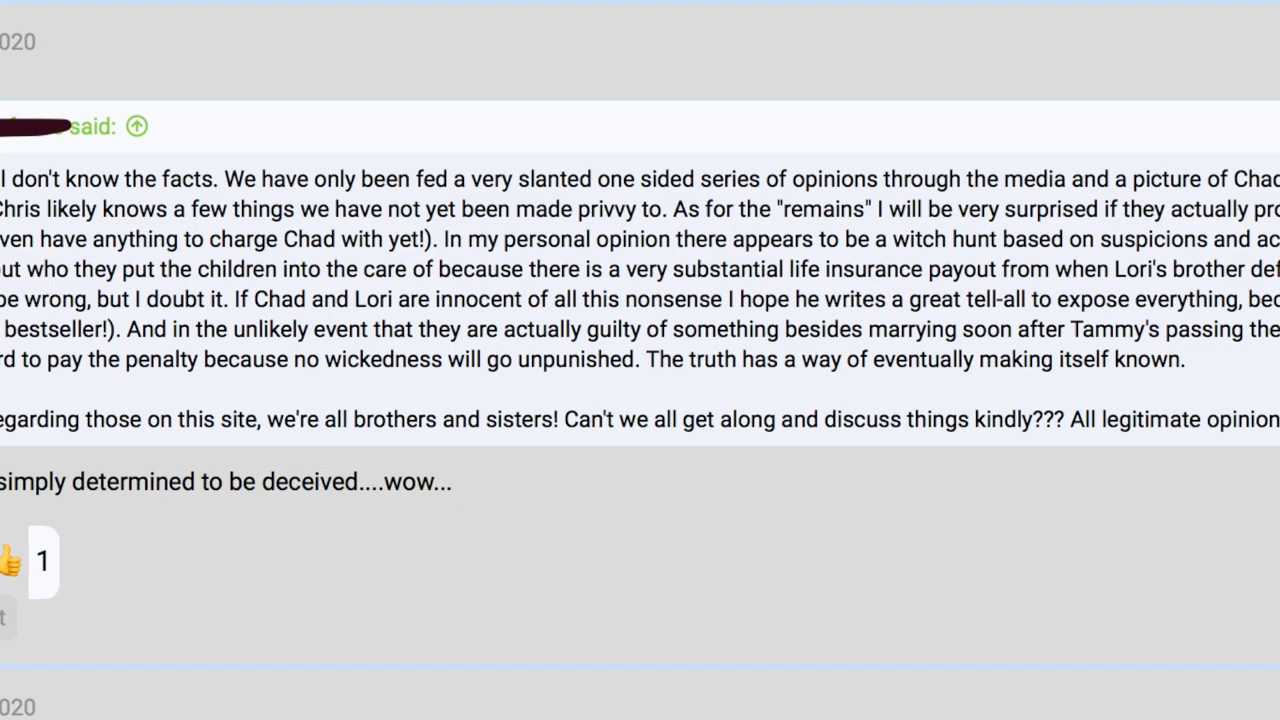 020
said:
I don't know the facts. We have only been fed a very slanted one sided series of opinions through the media and a picture of Chad
Chris likely knows a few things we have not yet been made privvy to. As for the "remains" I will be very surprised if they actually pro
ven have anything to charge Chad with yet!). In my personal opinion there appears to be a witch hunt based on suspicions and ac
ut who they put the children into the care of because there is a very substantial life insurance payout from when Lori's brother def
be wrong, but I doubt it. If Chad and Lori are innocent of all this nonsense I hope he writes a great tell-all to expose everything, bec
bestseller!). And in the unlikely event that they are actually guilty of something besides marrying soon after Tammy's passing the
rd to pay the penalty because no wickedness will go unpunished. The truth has a way of eventually making itself known.
egarding those on this site, we're all brothers and sisters! Can't we all get along and discuss things kindly??? All legitimate opinion
simply determined to be deceived....wow...
1
t
020